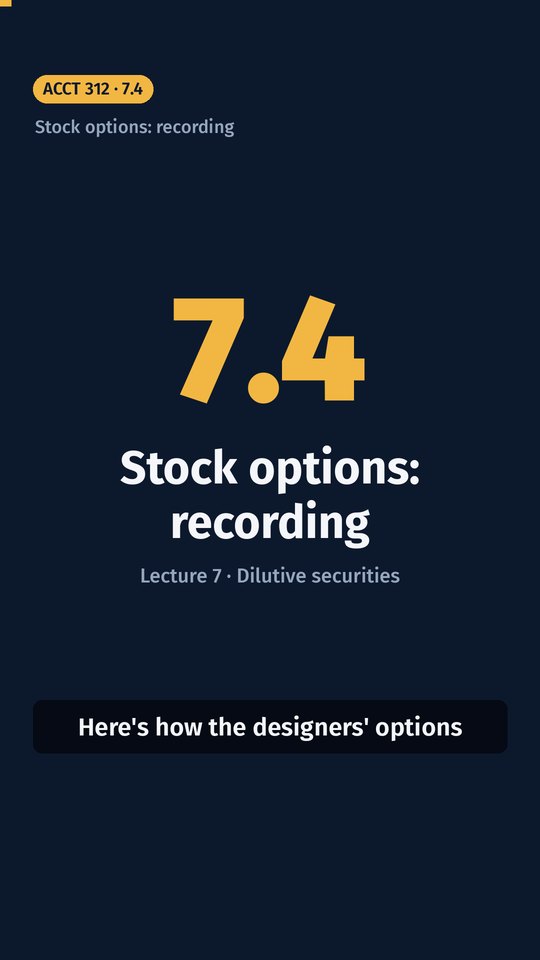 ACCT 312 · 7.4
Stock options: recording
7.4
Stock options:
recording
Lecture 7 · Dilutive securities
Here's how the designers' options